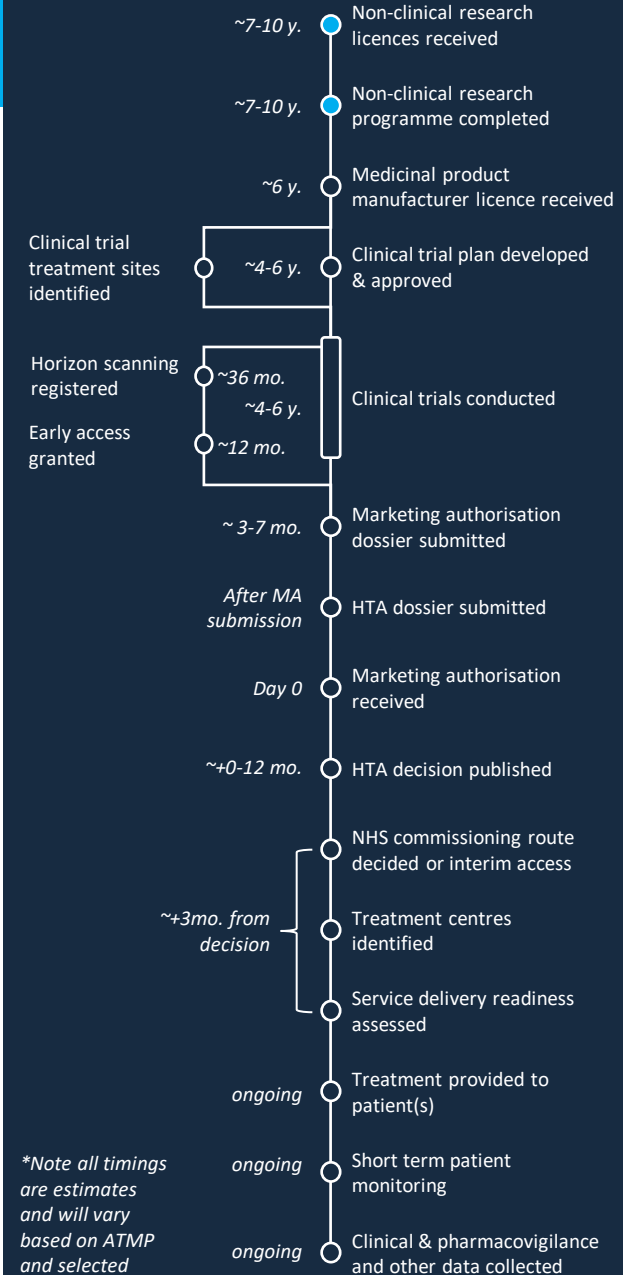 ~7-10 y.
Non-clinical research
licences received
~7-10 y.
Non-clinical research
programme completed
~6 y.
Medicinal product
manufacturer licence received
Clinical trial
treatment sites
identified
~4-6 y.
Clinical trial plan developed
& approved
Horizon scanning
registered
~36 mo.
~4-6 y.
Early access
granted
~12 mo.
Clinical trials conducted
~ 3-7 mo.
Marketing authorisation
dossier submitted
After MA
submission
HTA dossier submitted
Day 0
Marketing authorisation
received
~+0-12 mo.
HTA decision published
NHS commissioning route
decided or interim access
~+3mo. from
decision
Treatment centres
identified
Service delivery readiness
assessed
ongoing
Treatment provided to
patient(s)
ongoing
Short term patient
monitoring
ongoing
Clinical & pharmacovigilance
and other data collected
*Note all timings
are estimates
and will vary
based on ATMP
and selected